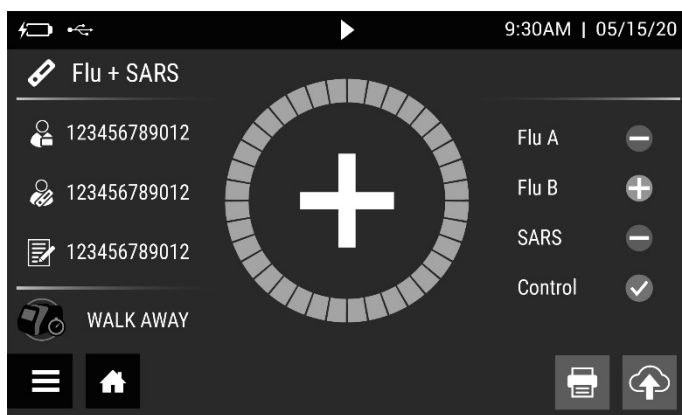 9:30AM | 05/15/20
Flu + SARS
123456789012
123456789012
123456789012
WALK AWAY
Flu A
Flu B
SARS
Control